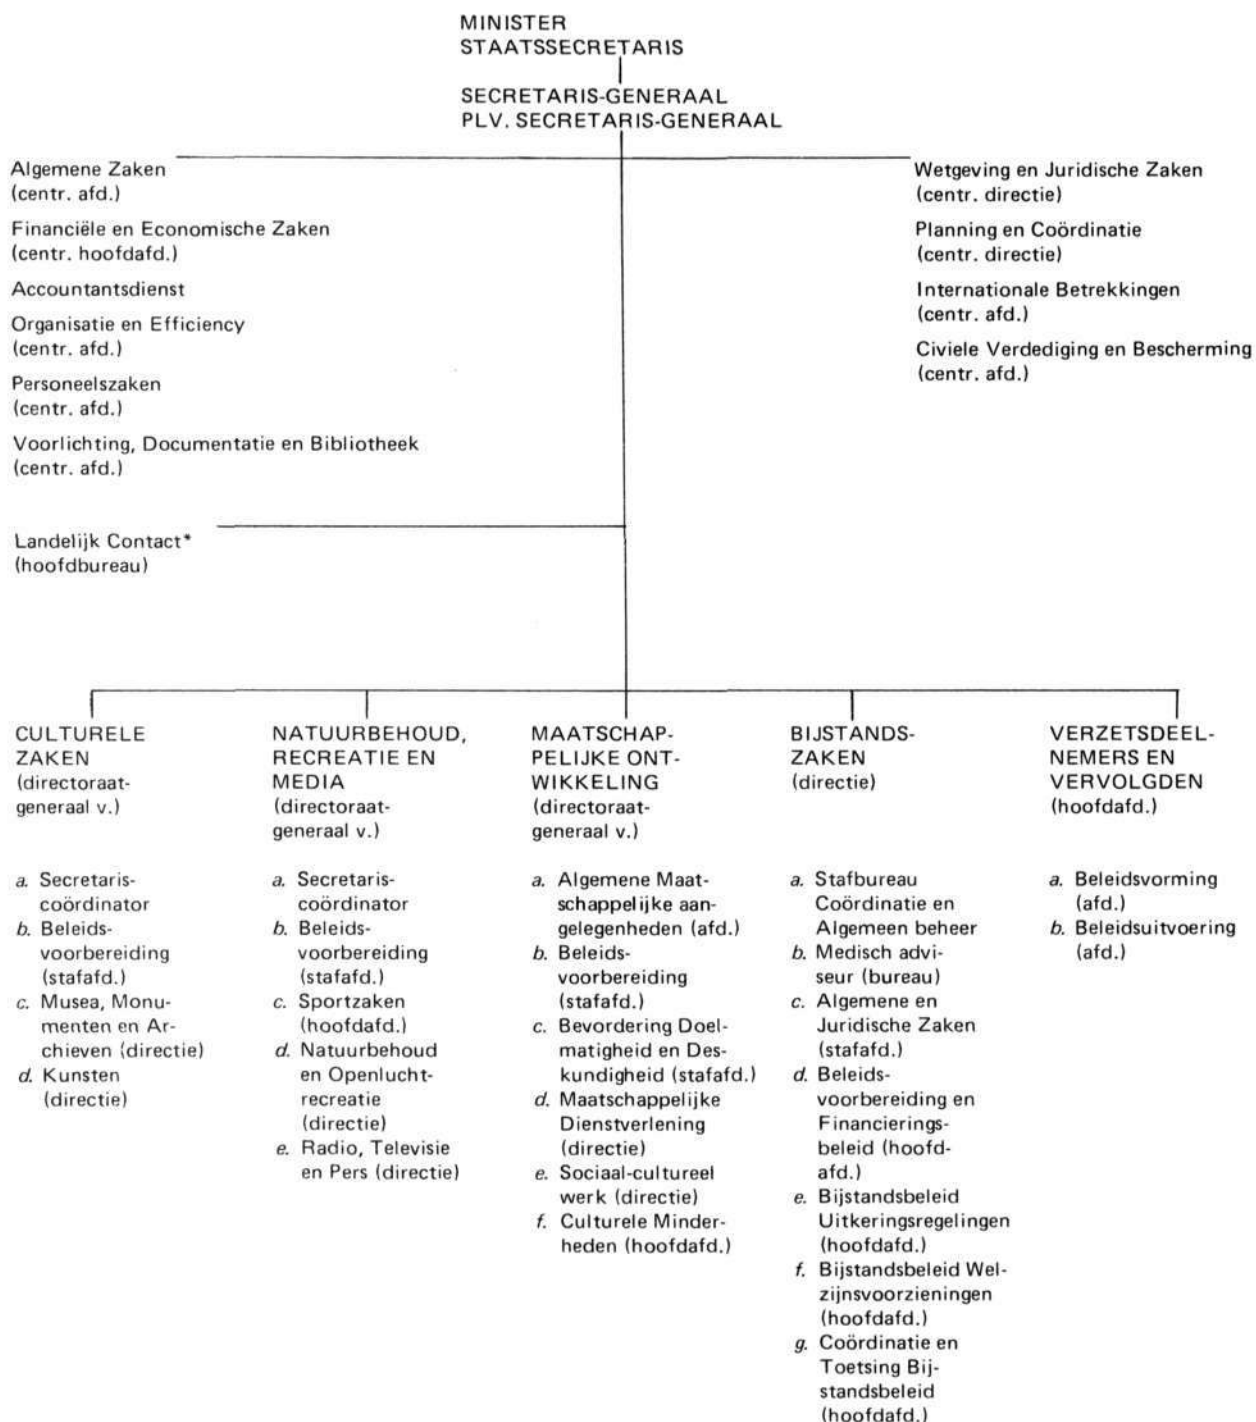 MINISTER
STAATSSECRETARIS
SECRETARIS-GENERAAL
PLV. SECRETARIS-GENERAAL
Algemene Zaken
(centr. afd.)
Financiële en Economische Zaken
(centr. hoofdafd.)
Accountantsdienst
Organisatie en Efficiency
(centr. afd.)
Personeelszaken
(centr. afd.)
Voorlichting, Documentatie en Bibliotheek
(centr. afd.)
Wetgeving en Juridische Zaken
(centr. directie)
Planning en Coördinatie
(centr. directie)
Internationale Betrekkingen
(centr. afd.)
Civiele Verdediging en Bescherming
(centr. afd.)
Landelijk Contact*
(hoofdbureau)
CULTURELE
ZAKEN
(directoraat-
generaal v.)
a. Secretaris-
coördinator
b. Beleids-
voorbereiding
(stafafd.)
c. Musea, Monu-
menten en Ar-
chieven (directie)
d. Kunsten
(directie)
NATUURBEHOUD,
RECREATIE EN
MEDIA
(directoraat-
generaal v.)
a. Secretaris-
coördinator
b. Beleids-
voorbereiding
(stafafd.)
c. Sportzaken
(hoofdafd.)
d. Natuurbehoud
en Openlucht-
recreatie
(directie)
e. Radio, Televisie
en Pers (directie)
MAATSCHAP-
PELIJKE ONT-
WIKKELING
(directoraat-
generaal v.)
a. Algemene Maat-
schappelijke aan-
gelegenheden (afd.)
b. Beleids-
voorbereiding
(stafafd.)
c. Bevordering Doel-
matigheid en Des-
kundigheid (stafafd.)
d. Maatschappelijke
Dienstverlening
(directie)
e. Sociaal-cultureel
werk (directie)
f. Culturele Minder-
heden (hoofdafd.)
BIJSTANDS-
ZAKEN
(directie)
a. Stafbureau
Coördinatie en
Algemeen beheer
b. Medisch advi-
seur (bureau)
c. Algemene en
Juridische Zaken
(stafafd.)
d. Beleids-
voorbereiding en
Financierings-
beleid (hoofd-
afd.)
e. Bijstandsbeleid
Uitkeringsregelingen
(hoofdafd.)
f. Bijstandsbeleid Wel-
zijnsvoorzieningen
(hoofdafd.)
g. Coördinatie en
Toetsing Bij-
standsbeleid
(hoofdafd.)
VERZETSDEEL-
NEMERS EN
VERVOLGDEN
(hoofdafd.)
a. Beleidsvorming
(afd.)
b. Beleidsuitvoering
(afd.)